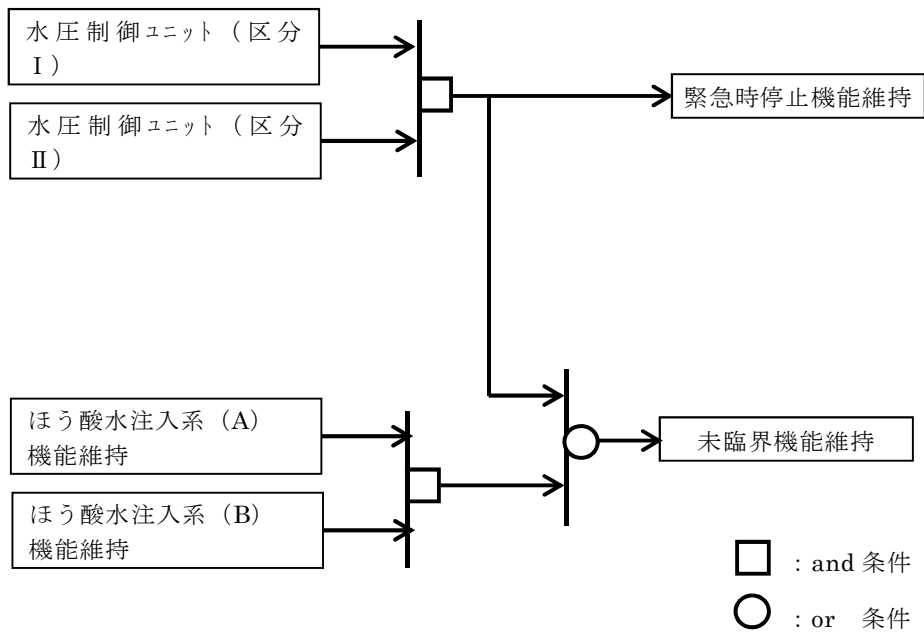 水圧制御ユニット（区分
Ⅰ）
緊急時停止機能維持
水圧制御ユニット（区分
Ⅱ）
ほう酸水注入系（A）
機能維持
未臨界機能維持
ほう酸水注入系（B）
機能維持
：and 条件
：or 条件